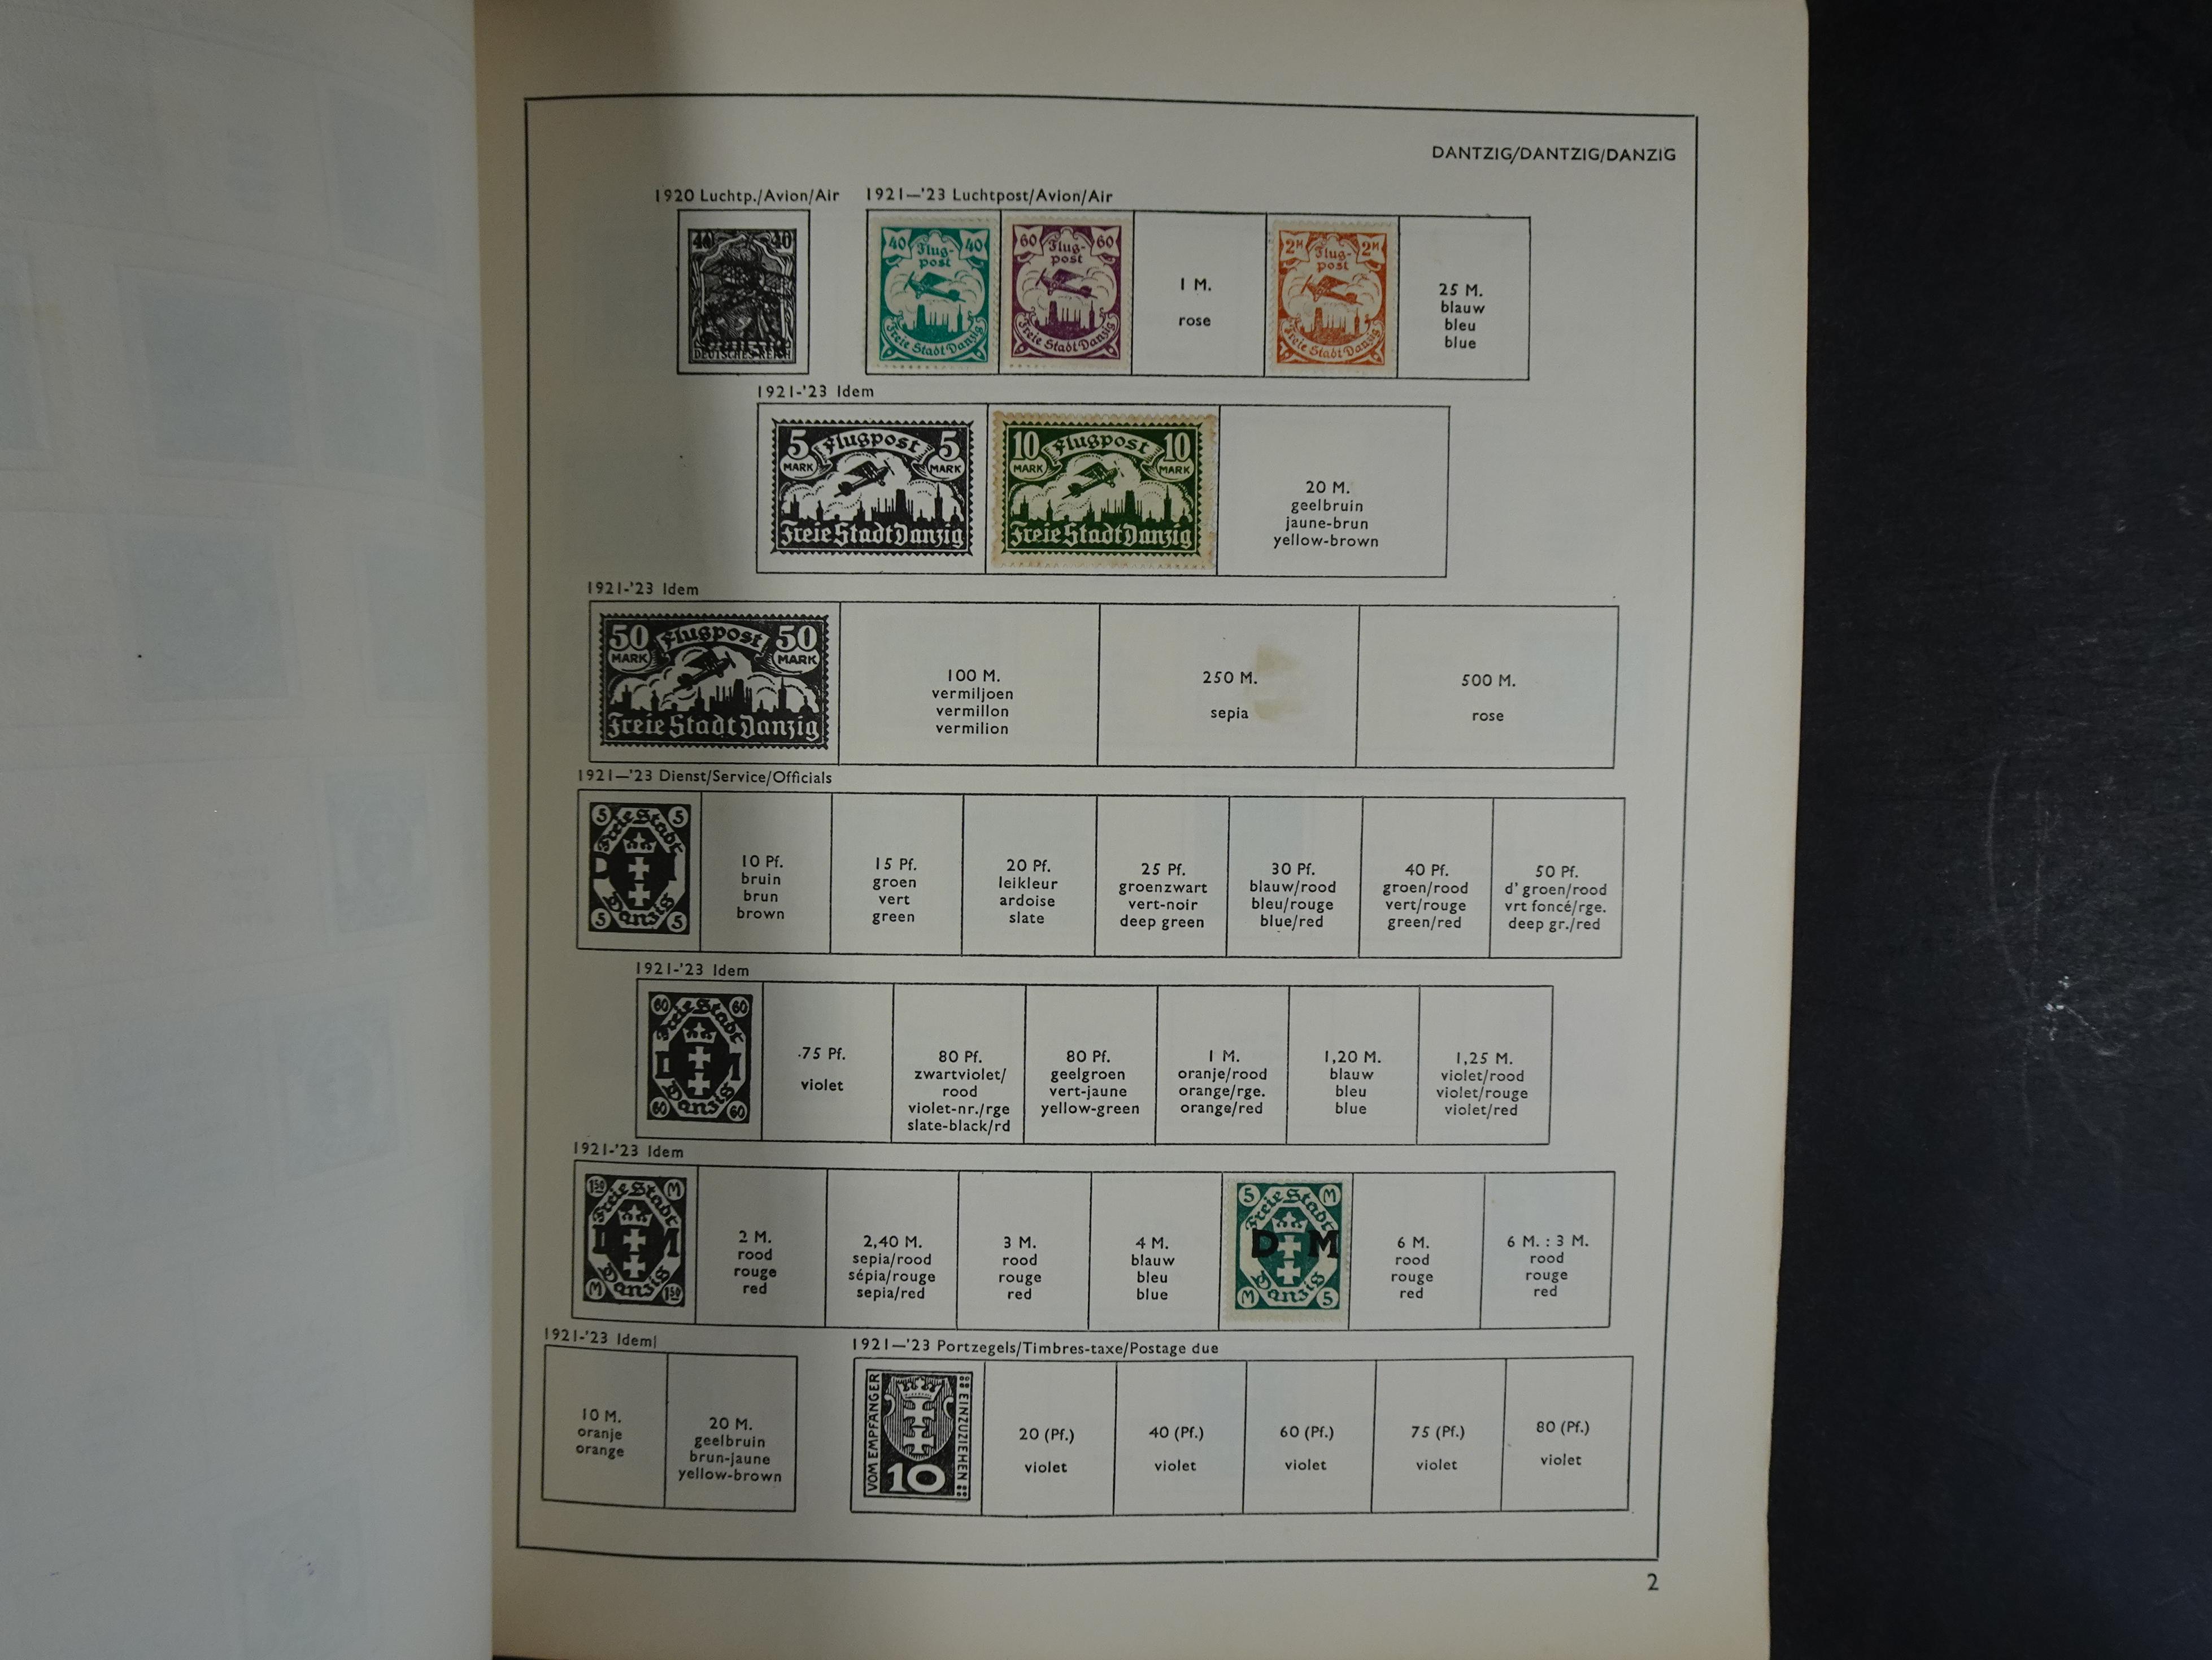 DANTZIG/DANTZIG/DANZIG
1920 Luchtp./Avion/Air
1921—'23 Luchtpost/Avion/Air
40 40
DEUTSCHES REICH
40 40
Flug-
post
Freie Stadt Danzig
60 60
Flug-
post
Freie Stadt Danzig
1 M.
rose
2M 2M
Flug-
post
Freie Stadt Danzig
25 M.
blauw
bleu
blue
1921-'23 Idem
5 Flugpost 5
MARK MARK
Freie Stadt Danzig
10 Flugpost 10
MARK MARK
Freie Stadt Danzig
20 M.
geelbruin
jaune-brun
yellow-brown
1921-'23 Idem
50 Flugpost 50
MARK MARK
Freie Stadt Danzig
100 M.
vermiljoen
vermillon
vermilion
250 M.
sepia
500 M.
rose
1921—'23 Dienst/Service/Officials
5 5
Freie Stadt
D M
Danzig
5 5
10 Pf.
bruin
brun
brown
15 Pf.
groen
vert
green
20 Pf.
leikleur
ardoise
slate
25 Pf.
groenzwart
vert-noir
deep green
30 Pf.
blauw/rood
bleu/rouge
blue/red
40 Pf.
groen/rood
vert/rouge
green/red
50 Pf.
d' groen/rood
vrt foncé/rge.
deep gr./red
1921-'23 Idem
60 60
Freie Stadt
D M
Danzig
60 60
75 Pf.
violet
80 Pf.
zwartviolet/
rood
violet-nr./rge
slate-black/rd
80 Pf.
geelgroen
vert-jaune
yellow-green
1 M.
oranje/rood
orange/rge.
orange/red
1,20 M.
blauw
bleu
blue
1,25 M.
violet/rood
violet/rouge
violet/red
1921-'23 Idem
1 50 M
Freie Stadt
D M
Danzig
M 1 50
2 M.
rood
rouge
red
2,40 M.
sepia/rood
sépia/rouge
sepia/red
3 M.
rood
rouge
red
4 M.
blauw
bleu
blue
5 M
Freie Stadt
D M
Danzig
M 5
6 M.
rood
rouge
red
6 M. : 3 M.
rood
rouge
red
1921-'23 Idem
1921—'23 Portzegels/Timbres-taxe/Postage due
10 M.
oranje
orange
20 M.
geelbruin
brun-jaune
yellow-brown
VOM EMPFÄNGER
EINZUZIEHEN
10
20 (Pf.)
violet
40 (Pf.)
violet
60 (Pf.)
violet
75 (Pf.)
violet
80 (Pf.)
violet
2